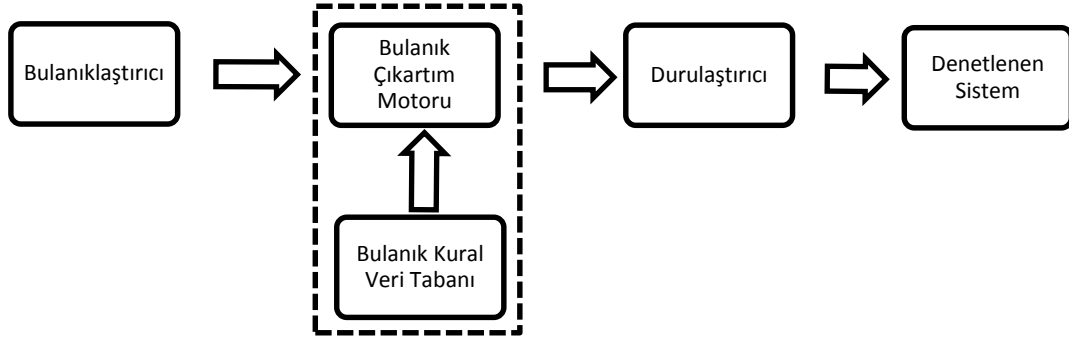 Bulanıklaştırıcı
Bulanık
Çıkartım
Motoru
Durulaştırıcı
Denetlenen
Sistem
Bulanık Kural
Veri Tabanı